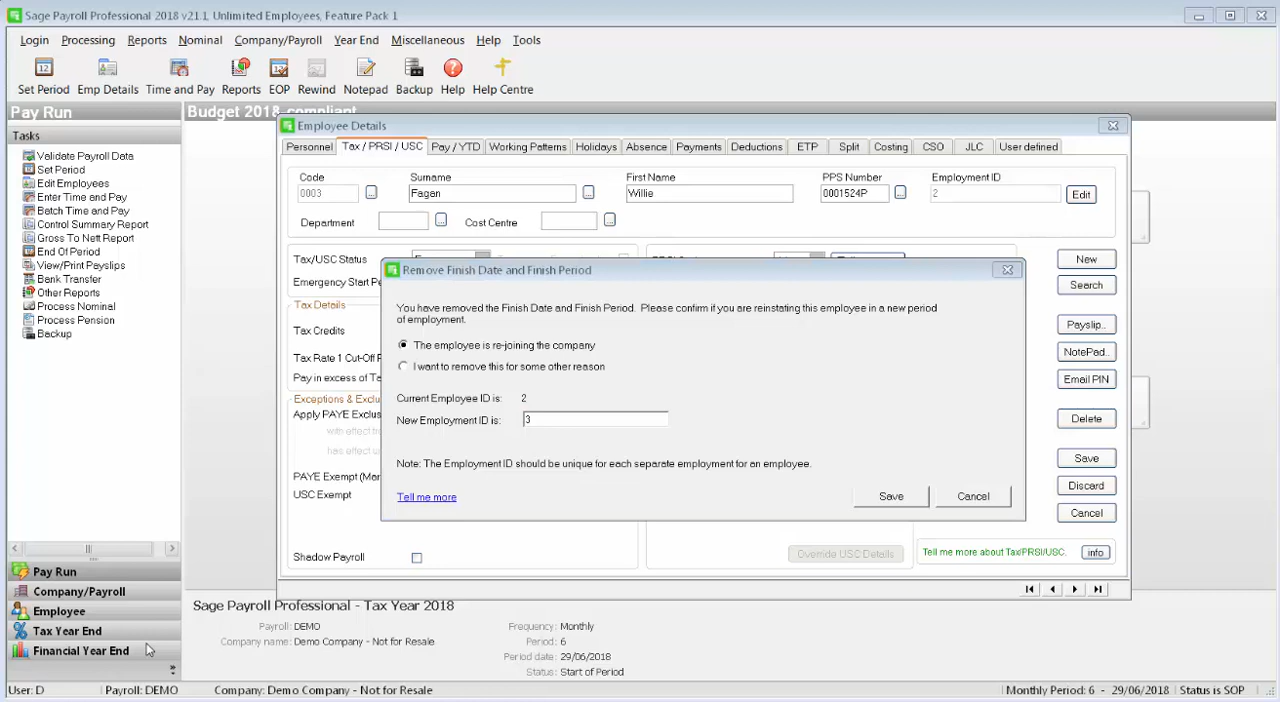 Sage Payroll Professional 2018 v21.1, Unlimited Employees, Feature Pack 1
Login Processing Reports Nominal Company/Payroll Year End Miscellaneous Help Tools
Set Period Emp Details Time and Pay Reports EOP Rewind Notepad Backup Help Help Centre
Pay Run
Budget 2018 compliant
Tasks
Validate Payroll Data
Set Period
Edit Employees
Enter Time and Pay
Batch Time and Pay
Control Summary Report
Gross To Nett Report
End Of Period
View/Print Payslips
Bank Transfer
Other Reports
Process Nominal
Process Pension
Backup
Pay Run
Company/Payroll
Employee
Tax Year End
Financial Year End
Employee Details
Personnel Tax / PRSI / USC Pay / YTD Working Patterns Holidays Absence Payments Deductions ETP Split Costing CSO JLC User defined
Code Surname First Name PPS Number Employment ID
0003 Fagan Willie 0001524P 2 Edit
Department Cost Centre
Tax/USC Status
Emergency Start Pe
Tax Details
Tax Credits
Tax Rate 1 Cut-Off P
Pay in excess of Ta
Exceptions & Exclu
Apply PAYE Exclus
with effect fr
has effect u
PAYE Exempt (Mar
USC Exempt
Shadow Payroll
Override USC Details
Tell me more about Tax/PRSI/USC. info
New
Search
Payslip..
NotePad..
Email PIN
Delete
Save
Discard
Cancel
Remove Finish Date and Finish Period
You have removed the Finish Date and Finish Period. Please confirm if you are reinstating this employee in a new period
of employment.
The employee is re-joining the company
I want to remove this for some other reason
Current Employee ID is: 2
New Employment ID is: 3
Note: The Employment ID should be unique for each separate employment for an employee.
Tell me more Save Cancel
Sage Payroll Professional - Tax Year 2018
Payroll: DEMO
Company name: Demo Company - Not for Resale
Frequency: Monthly
Period: 6
Period date: 29/06/2018
Status: Start of Period
User: D Payroll: DEMO Company: Demo Company - Not for Resale Monthly Period: 6 - 29/06/2018 Status is SOP